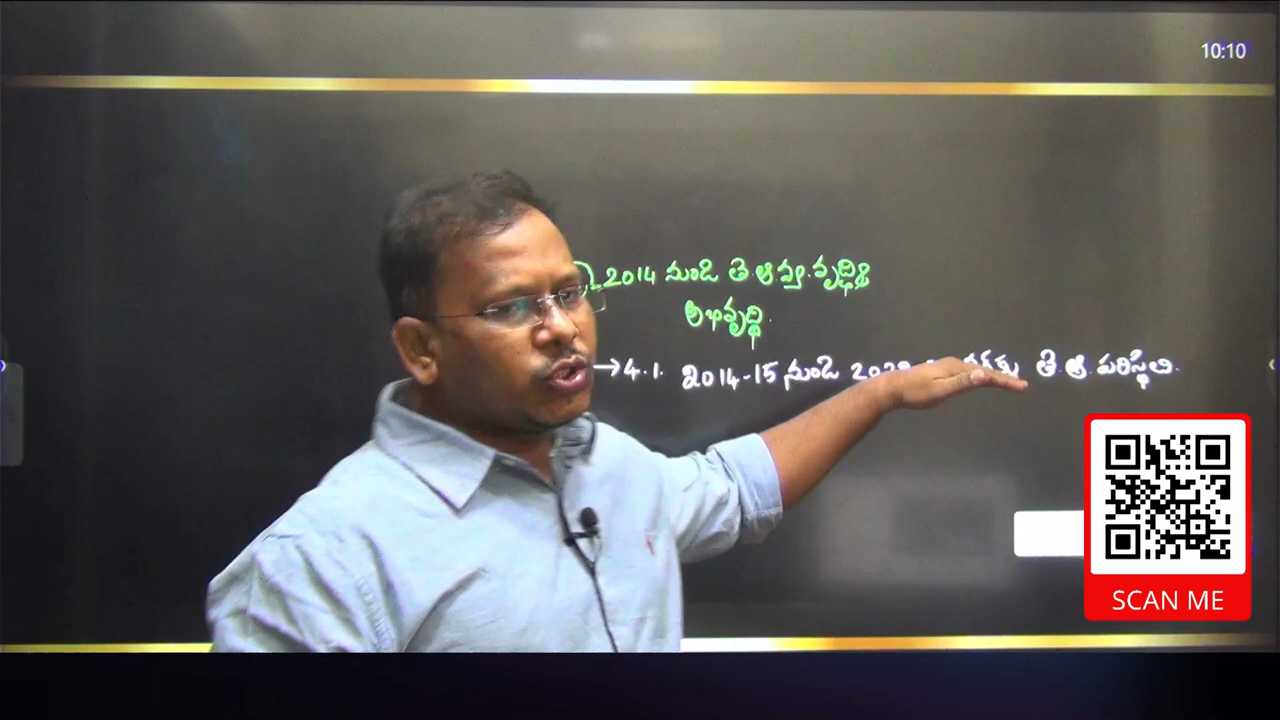 10:10
2014 నుండి తె.ఆ.వ్య.వృద్ధి &
అభివృద్ధి.
→4.1. 2014-15 నుండి వరకు తె.ఆ. పరిస్థితి.
SCAN ME